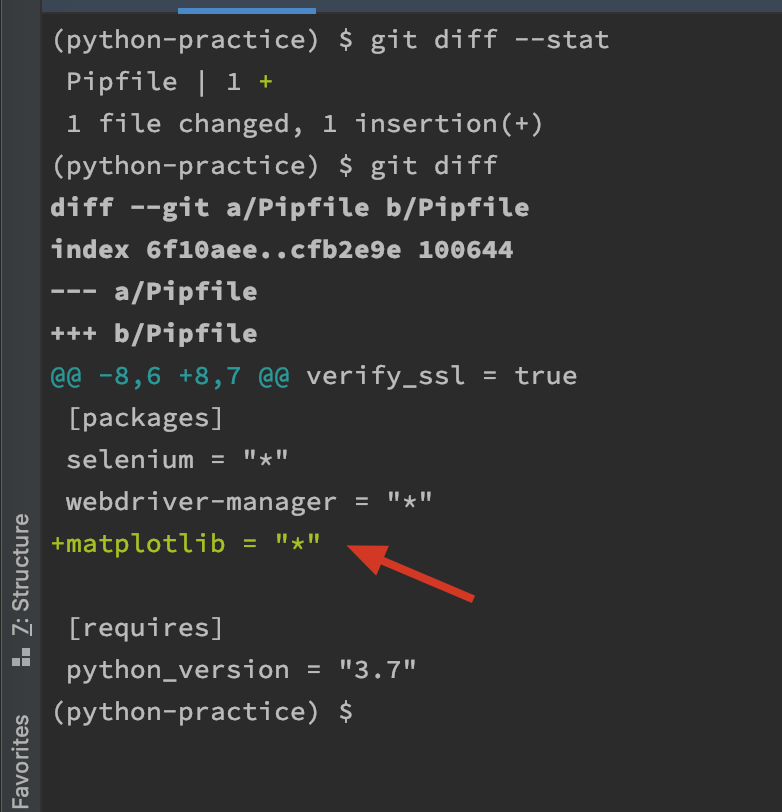 (python-practice) $ git diff --stat
 Pipfile | 1 +
 1 file changed, 1 insertion(+)
(python-practice) $ git diff
diff --git a/Pipfile b/Pipfile
index 6f10aee..cfb2e9e 100644
--- a/Pipfile
+++ b/Pipfile
@@ -8,6 +8,7 @@ verify_ssl = true
 [packages]
 selenium = "*"
 webdriver-manager = "*"
+matplotlib = "*"
 [requires]
 python_version = "3.7"
(python-practice) $
7: Structure
Favorites